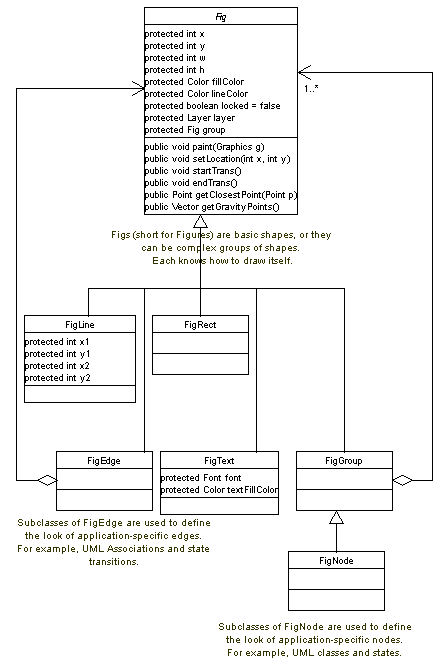 Fig
protected int x
protected int y
protected int w
protected int h
protected Color fillColor
protected Color lineColor
protected boolean locked = false
protected Layer layer
protected Fig group
public void paint(Graphics g)
public void setLocation(int x, int y)
public void startTrans()
public void endTrans()
public Point getClosestPoint(Point p)
public Vector getGravityPoints()
1..*
Figs (short for Figures) are basic shapes, or they
can be complex groups of shapes.
Each knows how to draw itself.
FigLine
protected int x1
protected int y1
protected int x2
protected int y2
FigRect
FigEdge
FigText
protected Font font
protected Color textFillColor
FigGroup
Subclasses of FigEdge are used to define
the look of application-specific edges.
For example, UML Associations and state
transitions.
FigNode
Subclasses of FigNode are used to define
the look of application-specific nodes.
For example, UML classes and states.